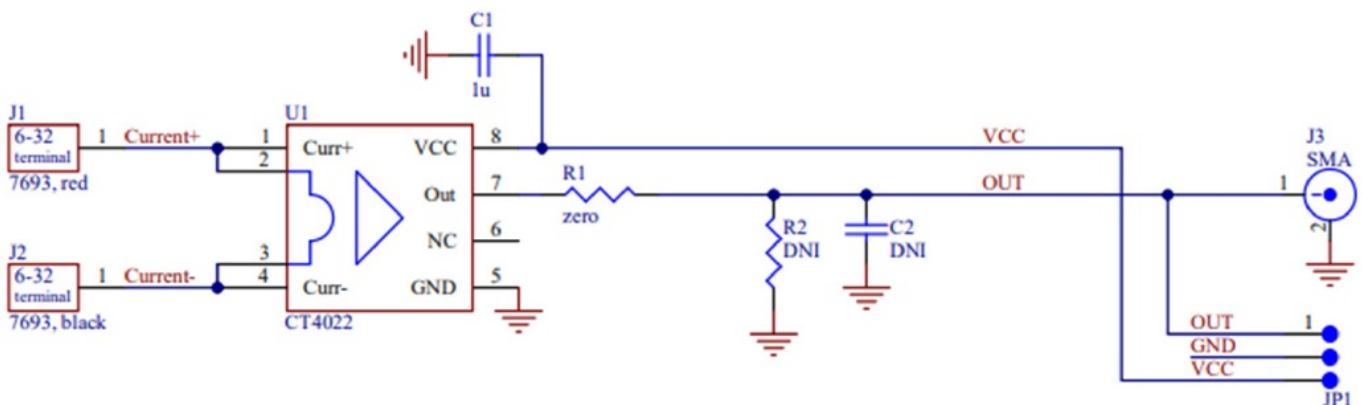 C1
1u
J1
6-32
terminal
7693, red
1 Current+
U1
1
2
Curr+
VCC
8
VCC
R1
zero
Out
7
OUT
1
J3
SMA
2
R2
DNI
C2
DNI
NC
6
J2
6-32
terminal
7693, black
1 Current-
3
4
Curr-
GND
5
CT4022
OUT 1
GND
VCC
JP1